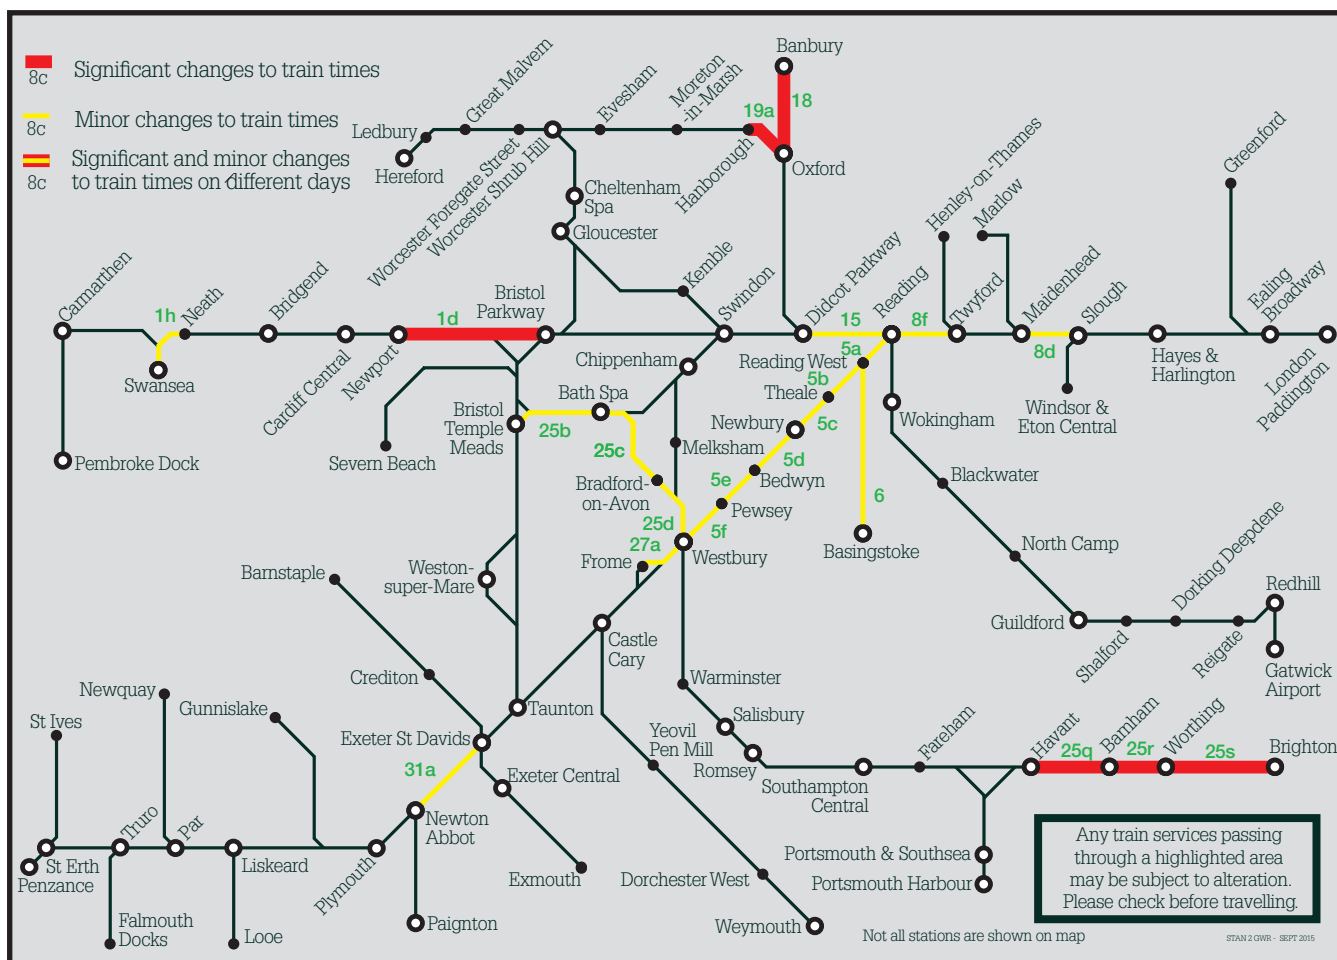 8c
Significant changes to train times
8c
Minor changes to train times
8c
Significant and minor changes
to train times on different days
Banbury
18
19a
Hanborough
Oxford
Moreton
-in-Marsh
Evesham
Great Malvern
Ledbury
Hereford
Worcester Foregate Street
Worcester Shrub Hill
Cheltenham
Spa
Gloucester
Kemble
Henley-on-Thames
Marlow
Greenford
Carmarthen
1h
Neath
Swansea
Bridgend
Cardiff Central
Newport
1d
Bristol
Parkway
Swindon
Didcot Parkway
15
Reading
8f
Twyford
Maidenhead
8d
Slough
Windsor &
Eton Central
Hayes &
Harlington
Ealing
Broadway
London
Paddington
Pembroke Dock
Severn Beach
Bristol
Temple
Meads
25b
Bath Spa
Chippenham
25c
Bradford-
on-Avon
Melksham
25d
27a
Frome
Westbury
5a
Reading West
5b
Theale
5c
Newbury
5d
Bedwyn
5e
Pewsey
5f
6
Basingstoke
Wokingham
Blackwater
North Camp
Guildford
Shalford
Dorking Deepdene
Reigate
Redhill
Gatwick
Airport
Weston-
super-Mare
Barnstaple
Crediton
Castle
Cary
Taunton
Warminster
Salisbury
Romsey
Yeovil
Pen Mill
Southampton
Central
Fareham
Havant
25q
Barnham
25r
Worthing
25s
Brighton
Portsmouth & Southsea
Portsmouth Harbour
Newquay
St Ives
Gunnislake
Exeter St Davids
31a
Exeter Central
Exmouth
Newton
Abbot
Paignton
Plymouth
Liskeard
Looe
Par
Truro
Falmouth
Docks
St Erth
Penzance
Dorchester West
Weymouth
Any train services passing
through a highlighted area
may be subject to alteration.
Please check before travelling.
Not all stations are shown on map
STAN 2 GWR - SEPT 2015